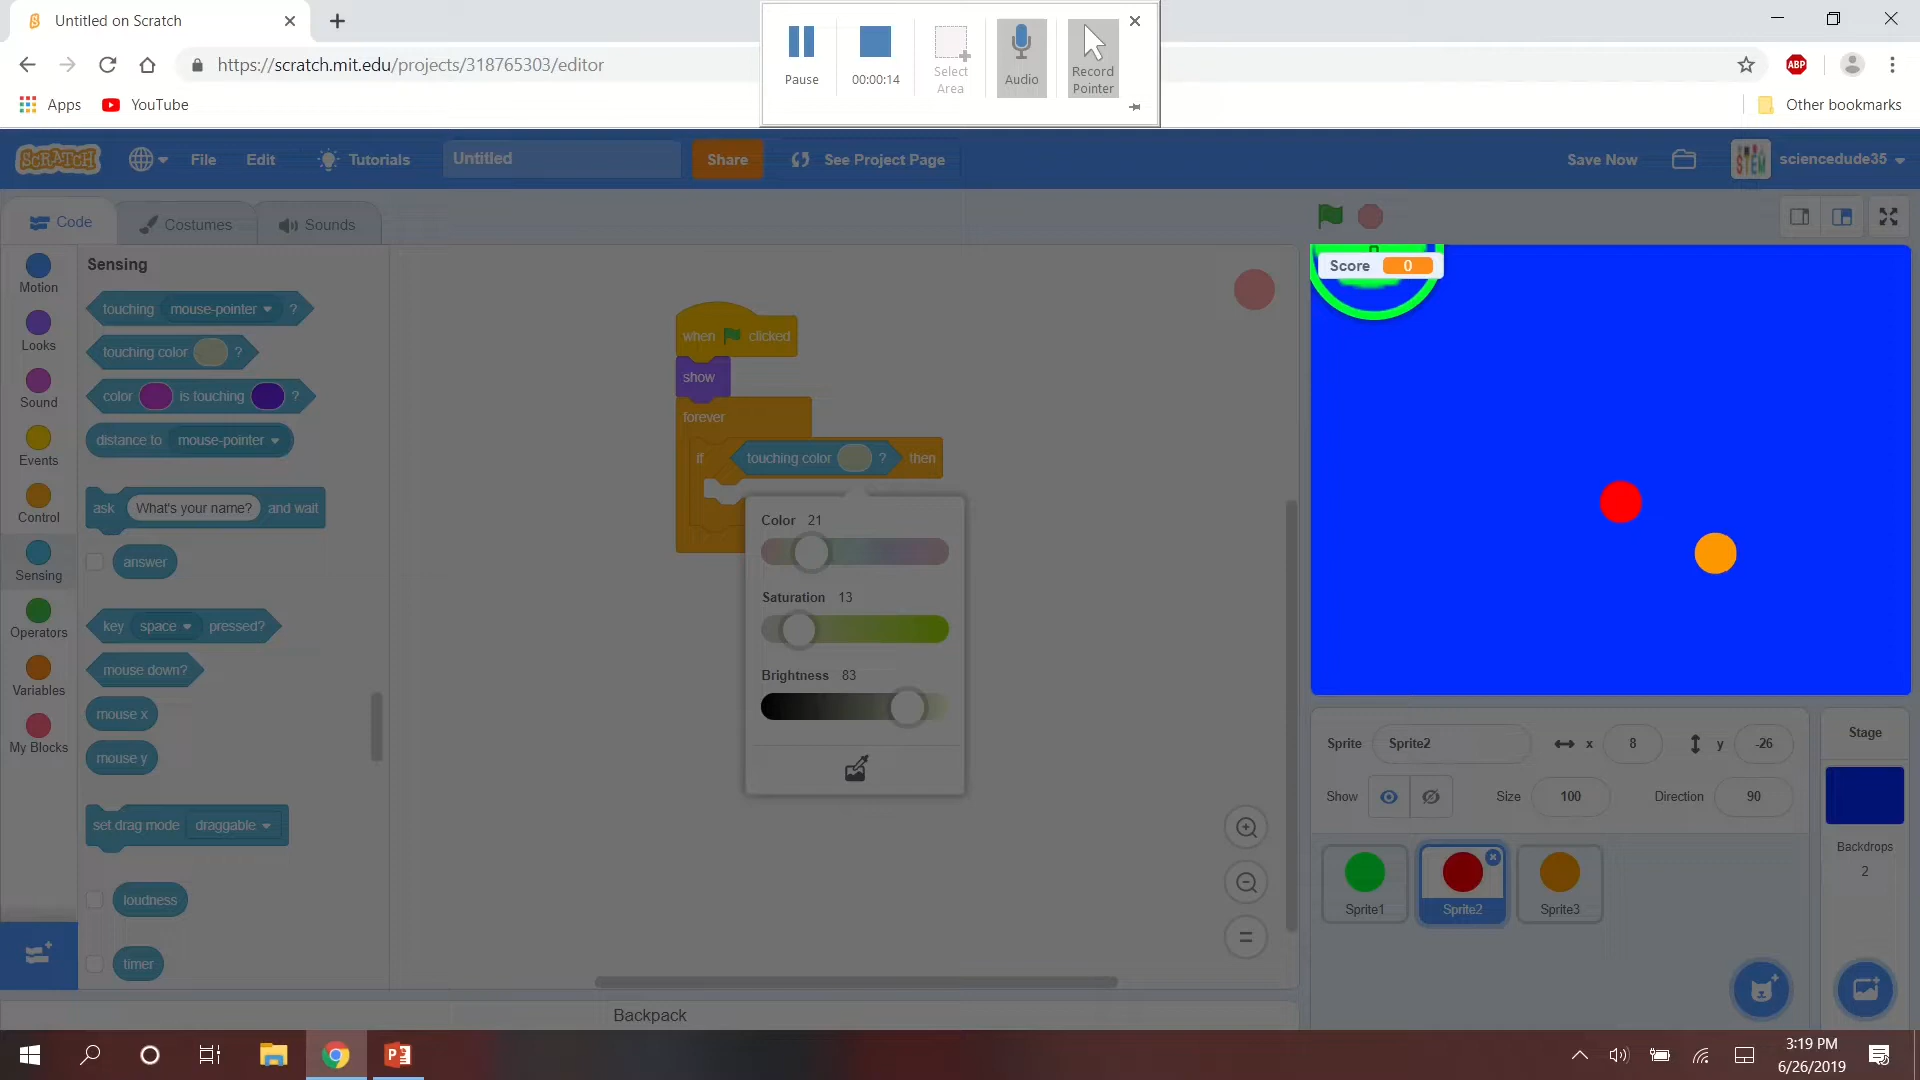 Untitled on Scratch
https://scratch.mit.edu/projects/318765303/editor
Apps YouTube
Other bookmarks
Pause
00:00:14
Select
Area
Audio
Record
Pointer
ABP
SCRATCH
File
Edit
Tutorials
Untitled
Share
See Project Page
Save Now
STEM
sciencedude35
Code
Costumes
Sounds
Motion
Looks
Sound
Events
Control
Sensing
Operators
Variables
My Blocks
Sensing
touching mouse-pointer ?
touching color ?
color is touching ?
distance to mouse-pointer
ask What's your name? and wait
answer
key space pressed?
mouse down?
mouse x
mouse y
set drag mode draggable
loudness
timer
when clicked
show
forever
if touching color ? then
Color 21
Saturation 13
Brightness 83
Score 0
Sprite Sprite2 x 8 y -26
Show Size 100 Direction 90
Sprite1
Sprite2
Sprite3
Stage
Backdrops
2
Backpack
3:19 PM
6/26/2019